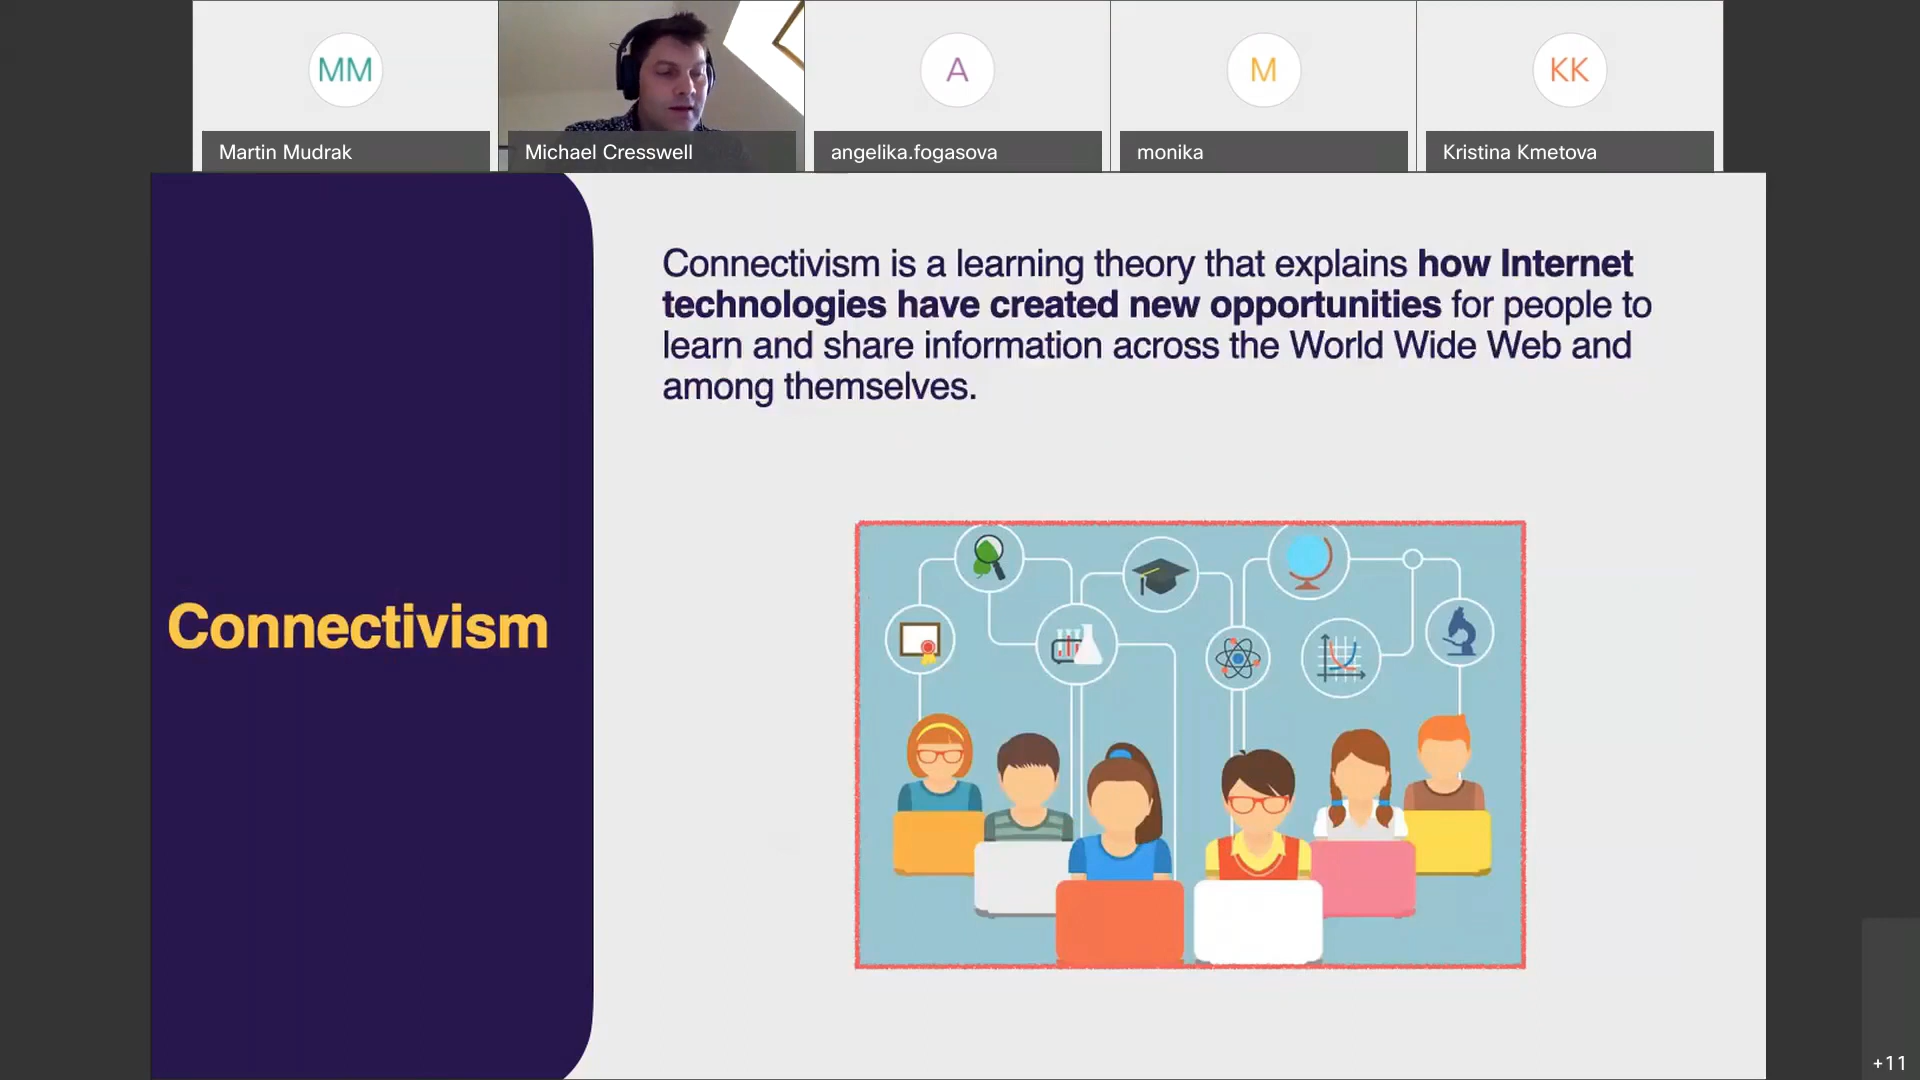 MM
A
M
KK
Martin Mudrak
Michael Cresswell
angelika.fogasova
monika
Kristina Kmetova
Connectivism is a learning theory that explains how Internet
technologies have created new opportunities for people to
learn and share information across the World Wide Web and
among themselves.
Connectivism
+11